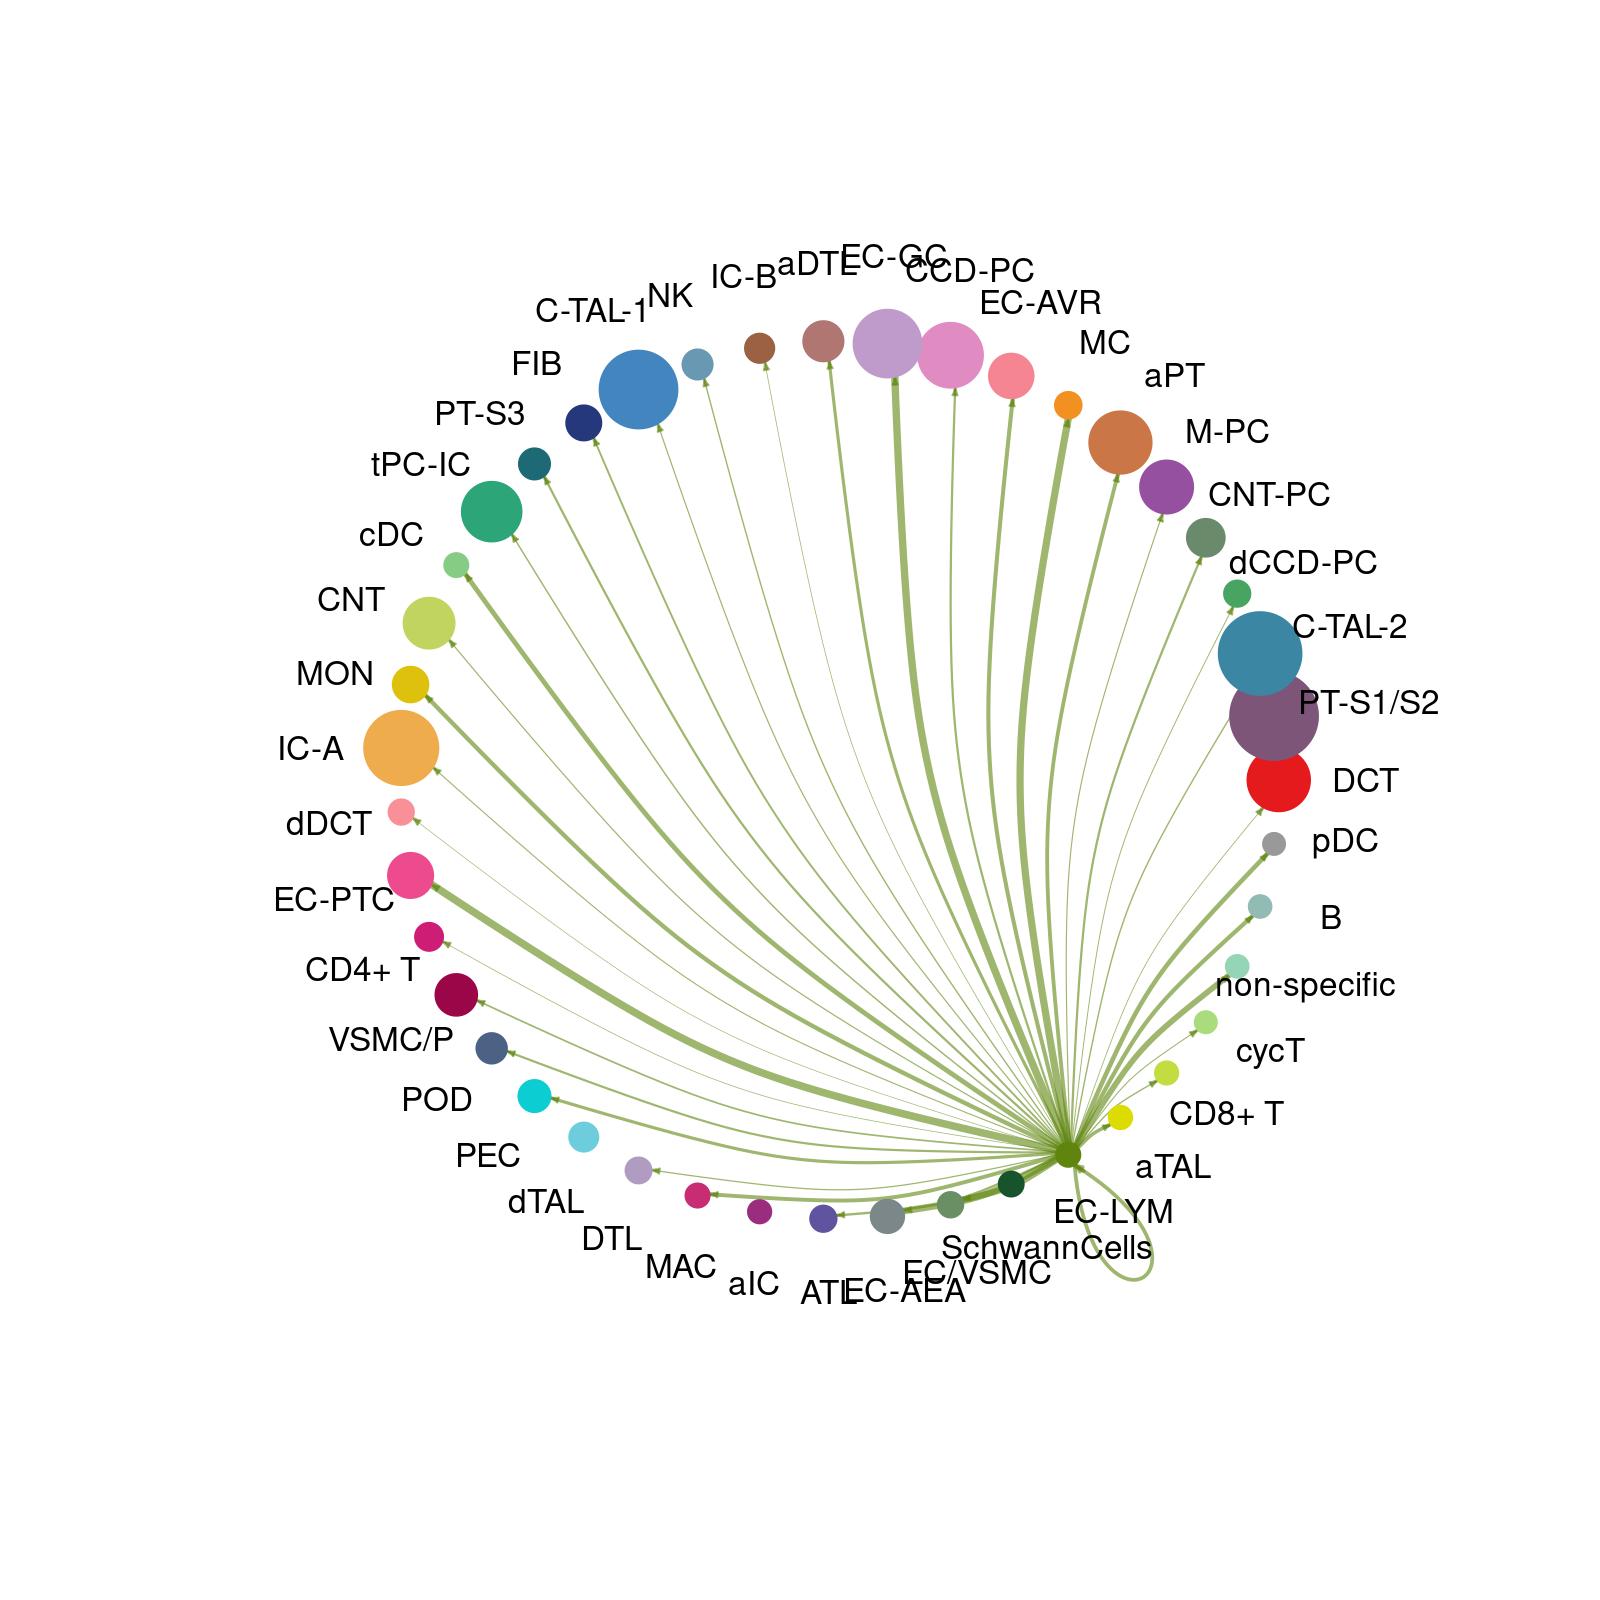 EC-GC
aDTL
CCD-PC
IC-B
NK
EC-AVR
C-TAL-1
MC
FIB
aPT
PT-S3
M-PC
tPC-IC
CNT-PC
cDC
dCCD-PC
CNT
C-TAL-2
MON
PT-S1/S2
IC-A
DCT
dDCT
pDC
EC-PTC
B
CD4+ T
non-specific
VSMC/P
cycT
POD
CD8+ T
PEC
aTAL
dTAL
EC-LYM
DTL
SchwannCells
MAC
EC/VSMC
aIC
ATL
EC-AEA